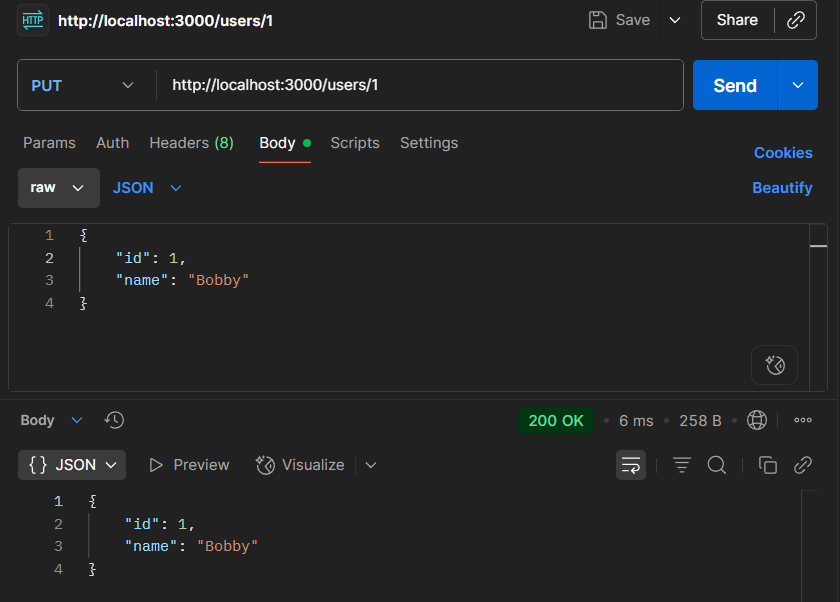 HTTP http://localhost:3000/users/1 Save Share
PUT http://localhost:3000/users/1 Send
Params Auth Headers (8) Body Scripts Settings
Cookies
raw JSON Beautify
1 {
2 "id": 1,
3 "name": "Bobby"
4 }
Body 200 OK • 6 ms • 258 B •
{} JSON Preview Visualize
1 {
2 "id": 1,
3 "name": "Bobby"
4 }